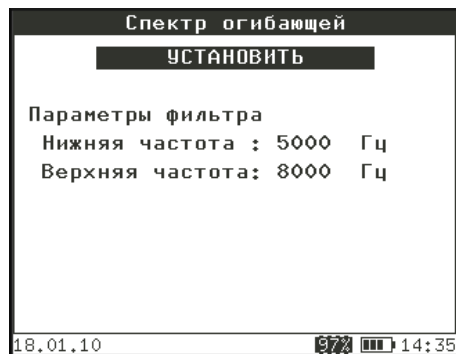 Спектр огибающей
УСТАНОВИТЬ
Параметры фильтра
Нижняя частота : 5000 Гц
Верхняя частота: 8000 Гц
18.01.10 97% 14:35